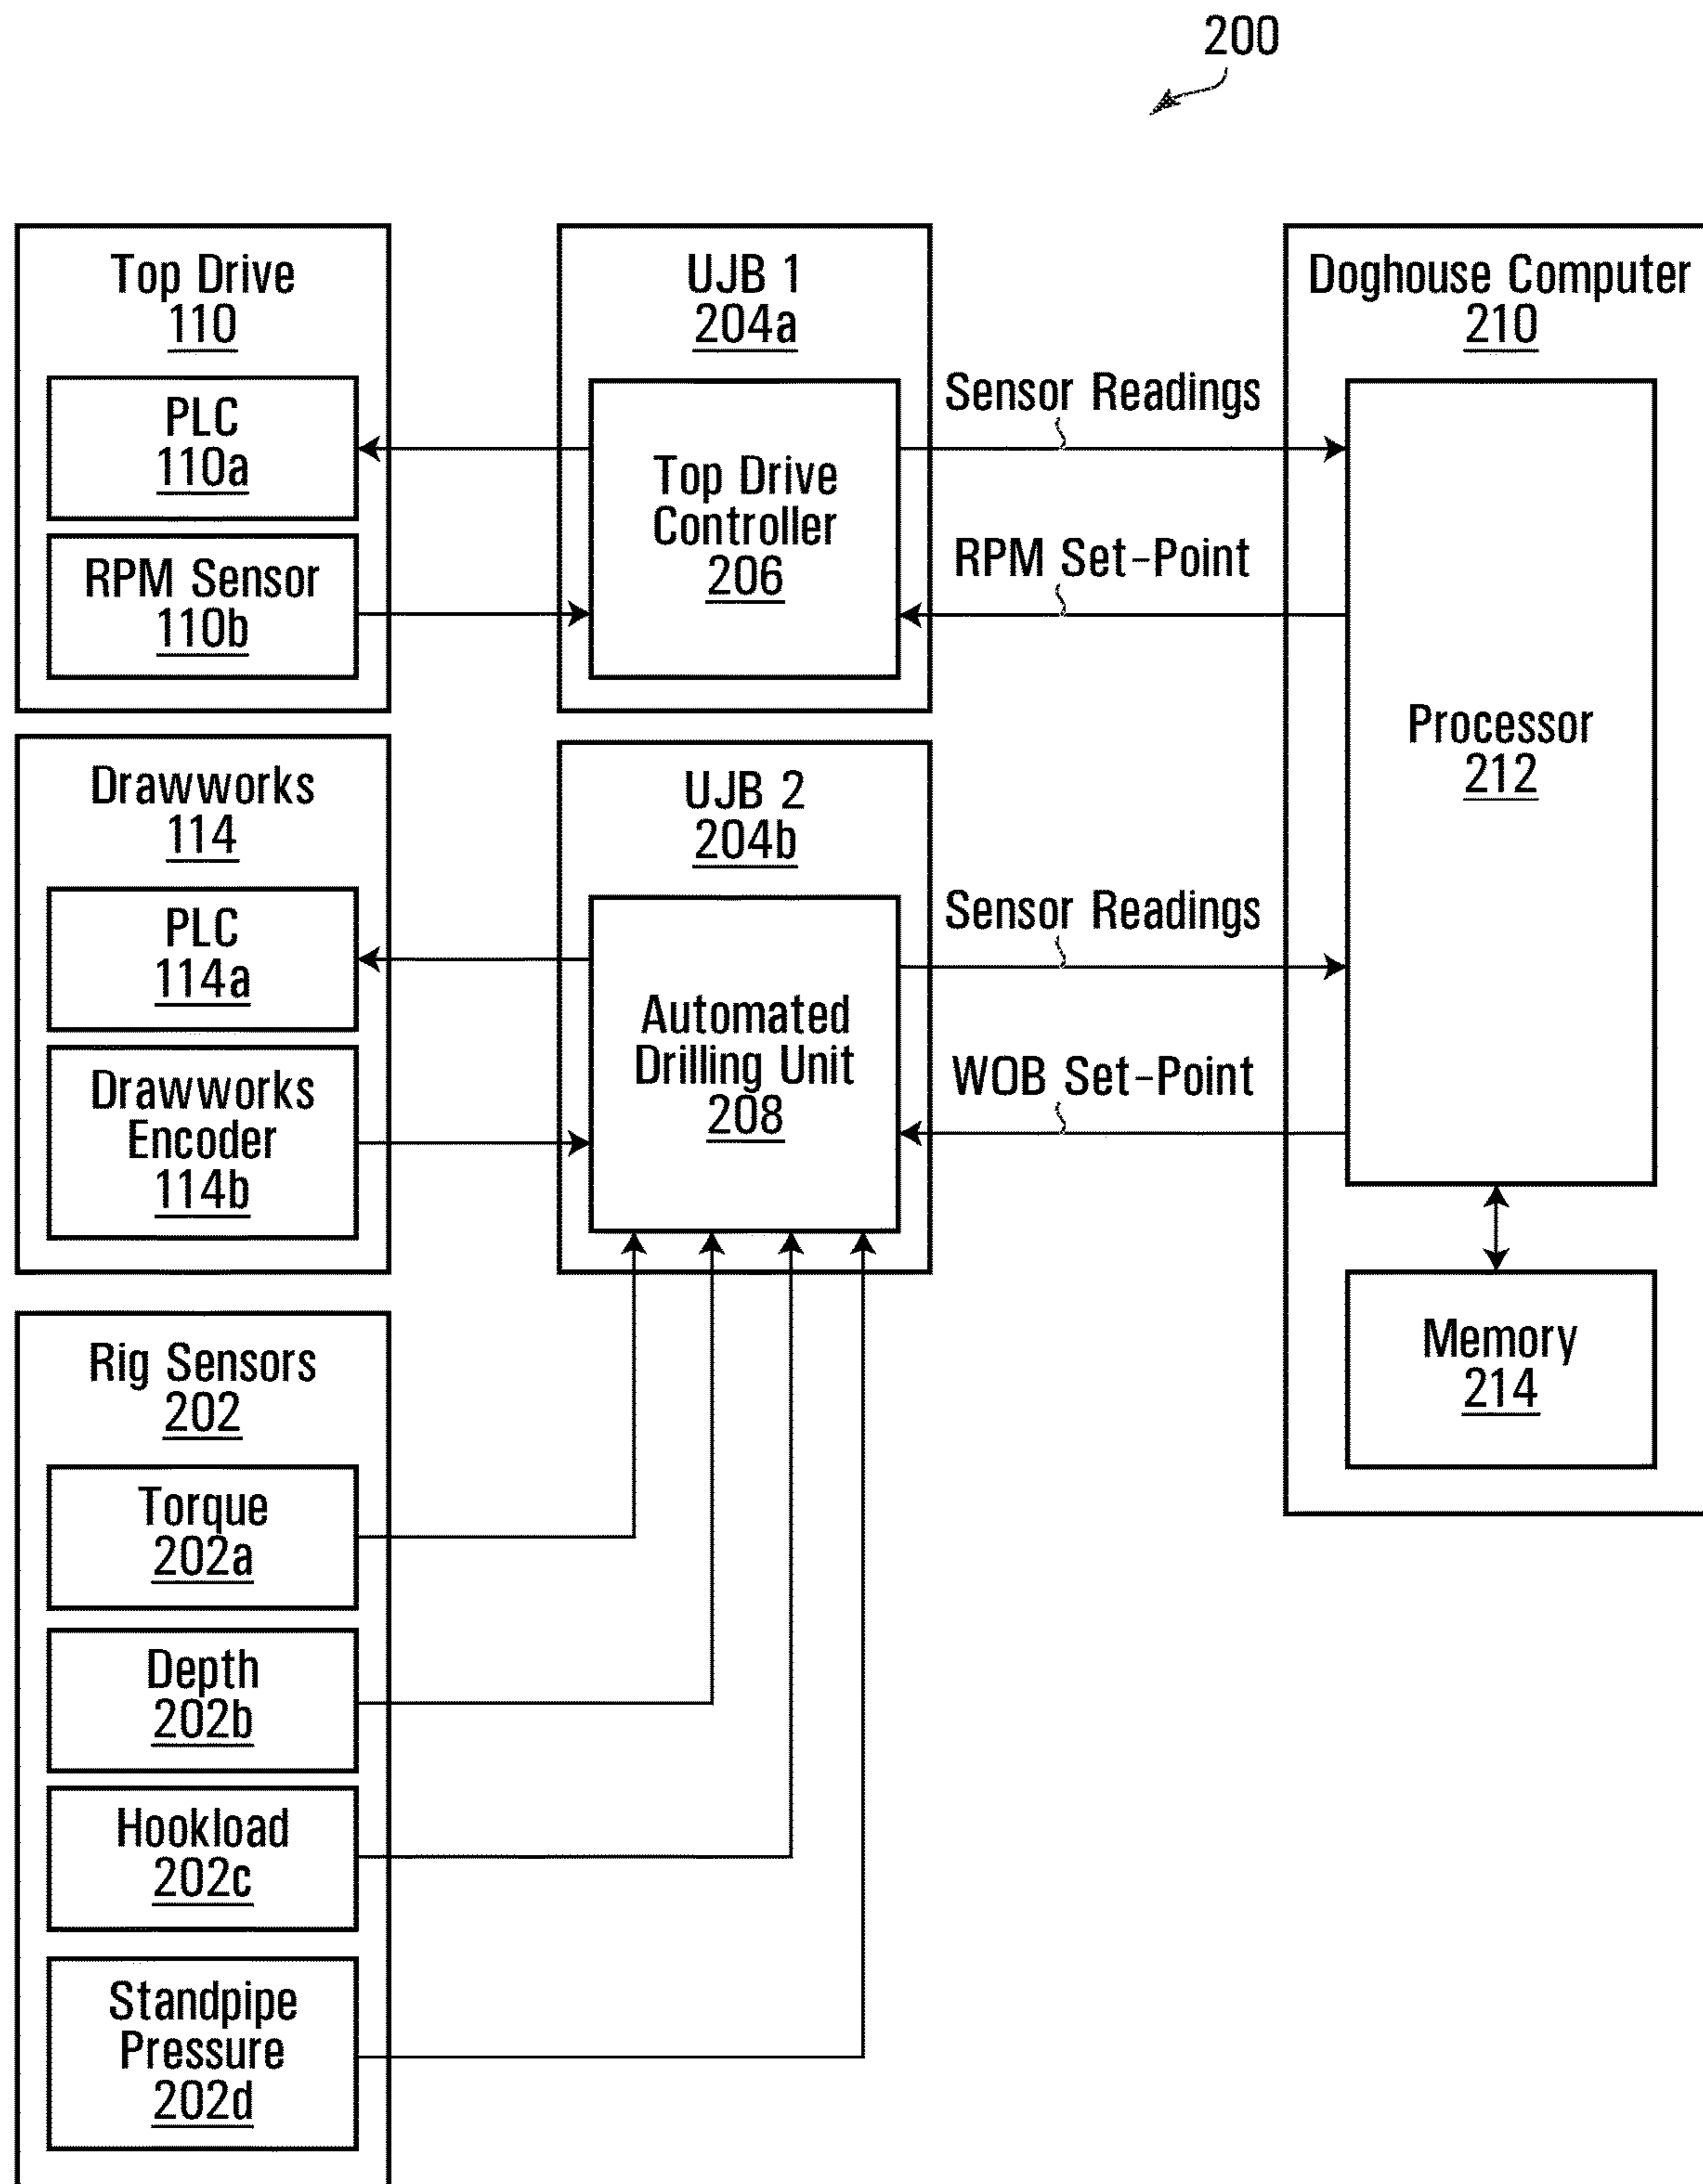 200
Top Drive
110
PLC
110a
RPM Sensor
110b
UJB 1
204a
Top Drive
Controller
206
Sensor Readings
RPM Set-Point
Doghouse Computer
210
Processor
212
Drawworks
114
PLC
114a
Drawworks
Encoder
114b
UJB 2
204b
Automated
Drilling Unit
208
Sensor Readings
WOB Set-Point
Memory
214
Rig Sensors
202
Torque
202a
Depth
202b
Hookload
202c
Standpipe
Pressure
202d